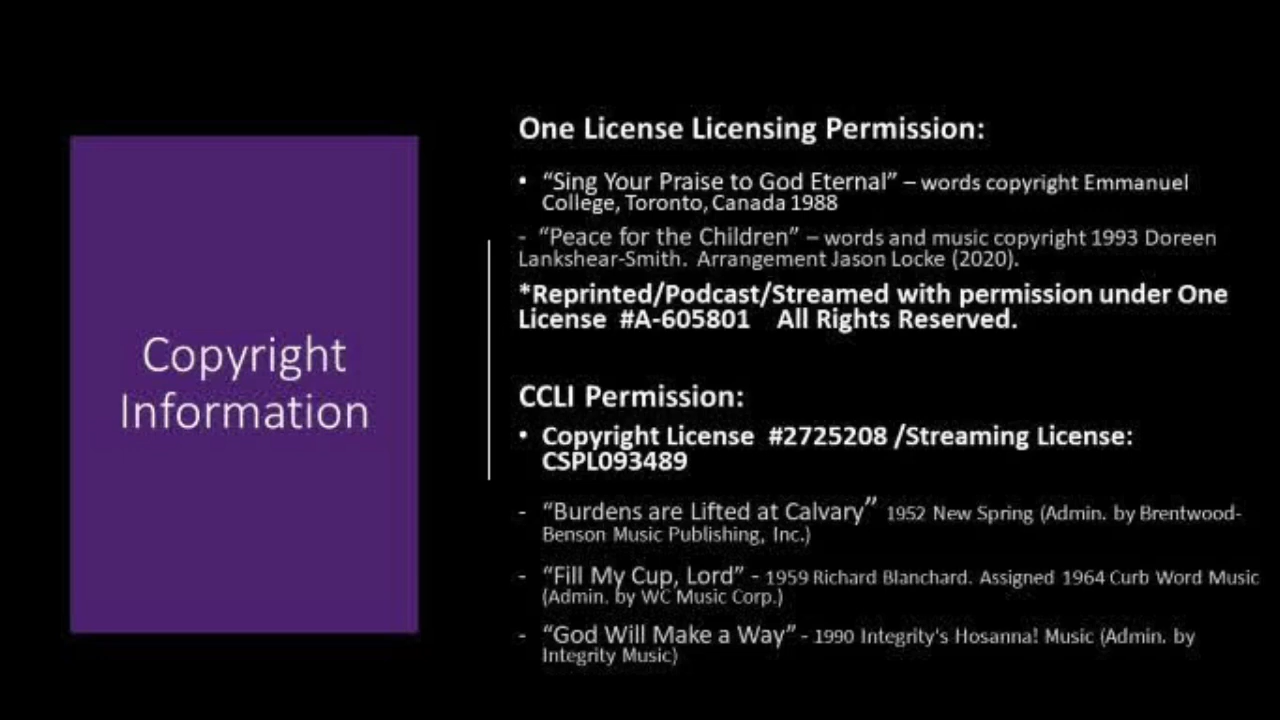 Copyright
Information
One License Licensing Permission:
• “Sing Your Praise to God Eternal” – words copyright Emmanuel
College, Toronto, Canada 1988
- “Peace for the Children” – words and music copyright 1993 Doreen
Lankshear-Smith. Arrangement Jason Locke (2020).
*Reprinted/Podcast/Streamed with permission under One
License #A-605801 All Rights Reserved.
CCLI Permission:
• Copyright License #2725208 /Streaming License:
CSPL093489
- “Burdens are Lifted at Calvary” 1952 New Spring (Admin. by Brentwood-
Benson Music Publishing, Inc.)
- “Fill My Cup, Lord” - 1959 Richard Blanchard. Assigned 1964 Curb Word Music
(Admin. by WC Music Corp.)
- “God Will Make a Way” - 1990 Integrity's Hosanna! Music (Admin. by
Integrity Music)